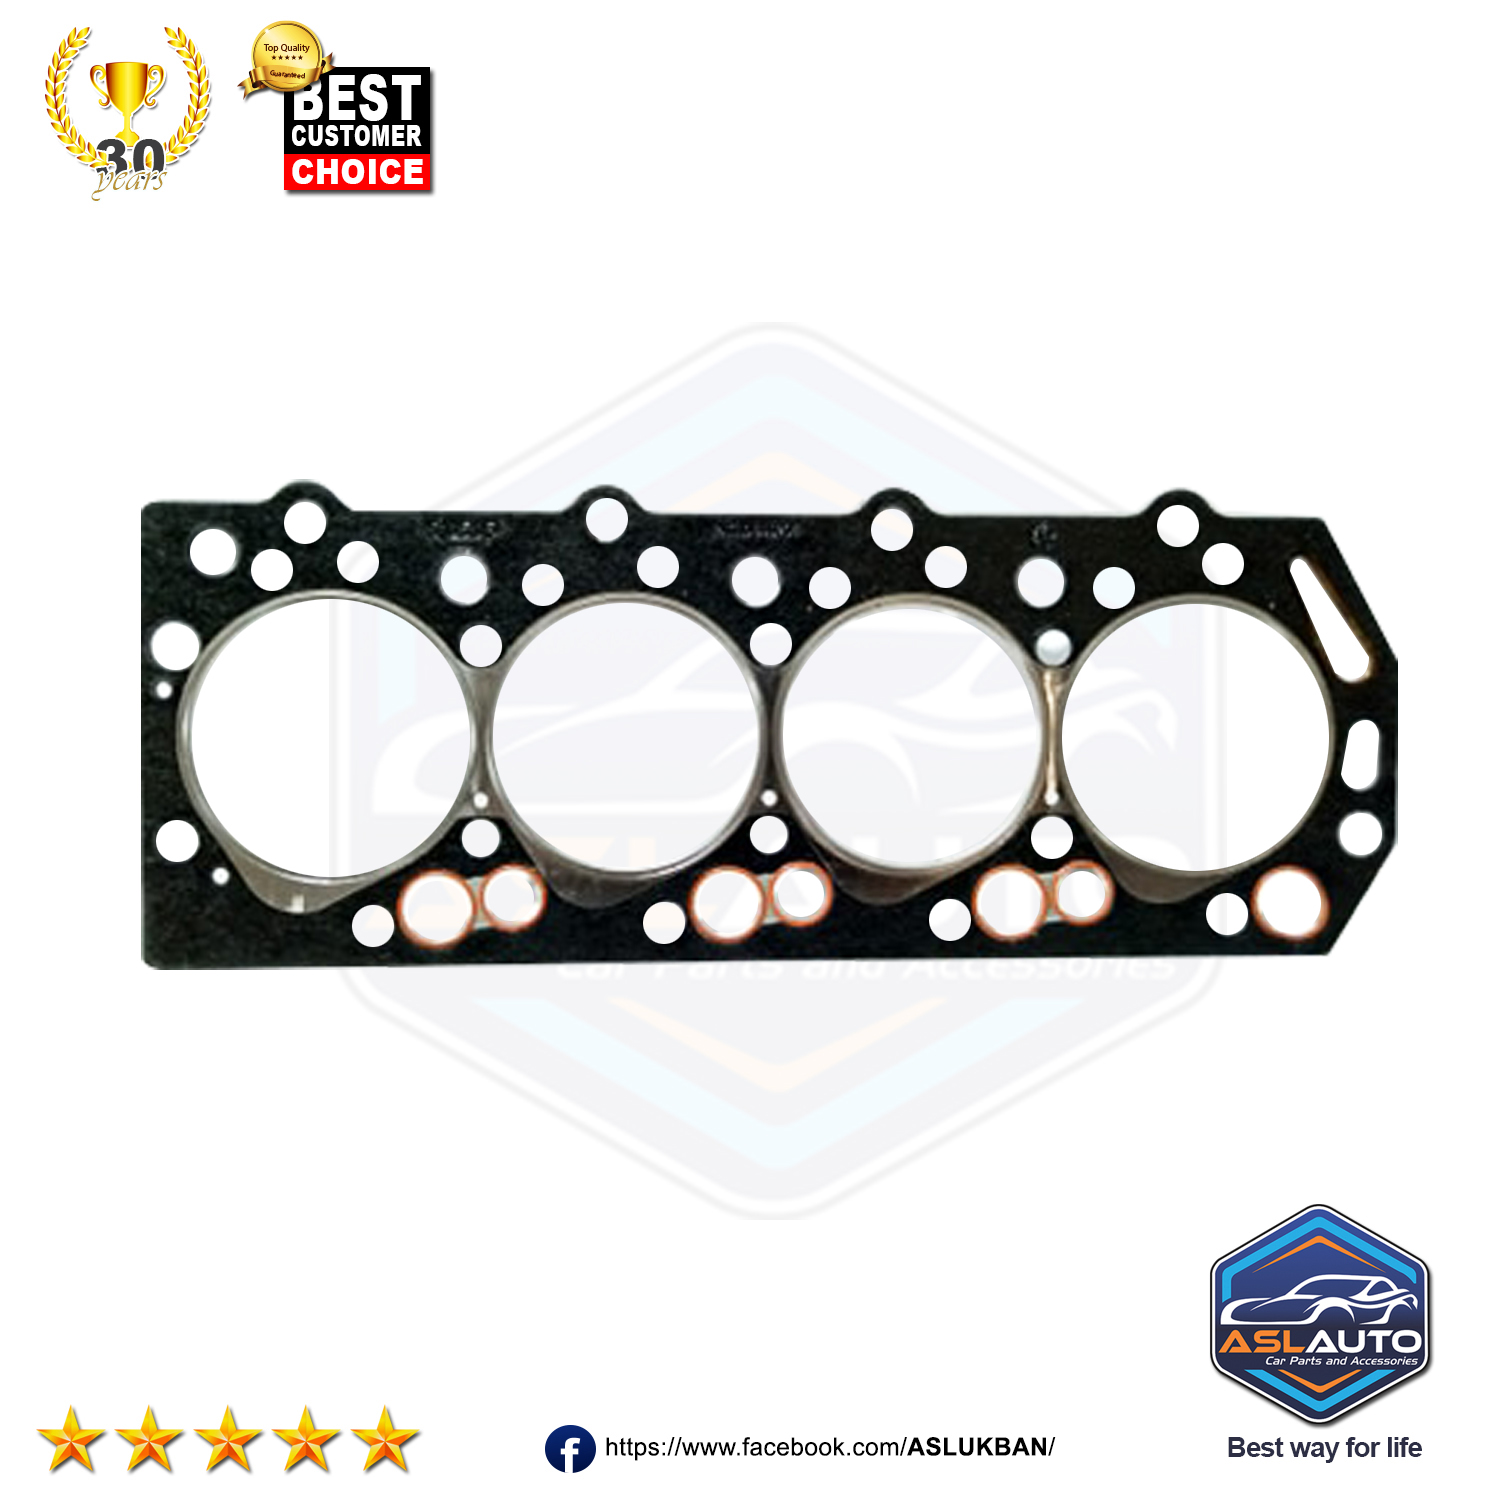 30
years
Top Quality
Guaranteed
BEST
CUSTOMER
CHOICE
ASLAUTO
Car Parts and Accessories
ASLAUTO
Car Parts and Accessories
Best way for life
https://www.facebook.com/ASLUKBAN/